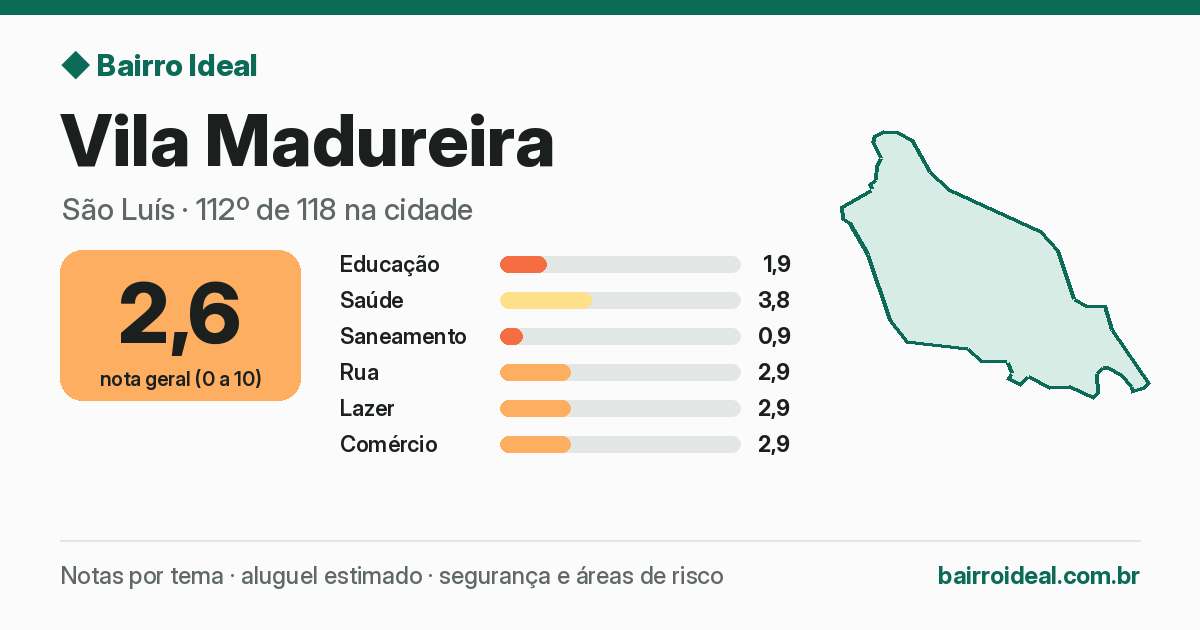 Bairro Ideal
Vila Madureira
São Luís · 112º de 118 na cidade
2,6
nota geral (0 a 10)
Educação 1,9
Saúde 3,8
Saneamento 0,9
Rua 2,9
Lazer 2,9
Comércio 2,9
Notas por tema · aluguel estimado · segurança e áreas de risco
bairroideal.com.br